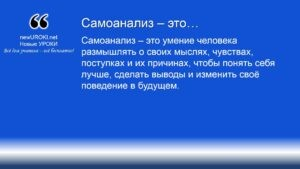 Самоанализ – это…
newUROKI.net
Новые УРОКИ
Всё для учителя – всё бесплатно!
Самоанализ – это умение человека
размышлять о своих мыслях, чувствах,
поступках и их причинах, чтобы понять себя
лучше, сделать выводы и изменить своё
поведение в будущем.